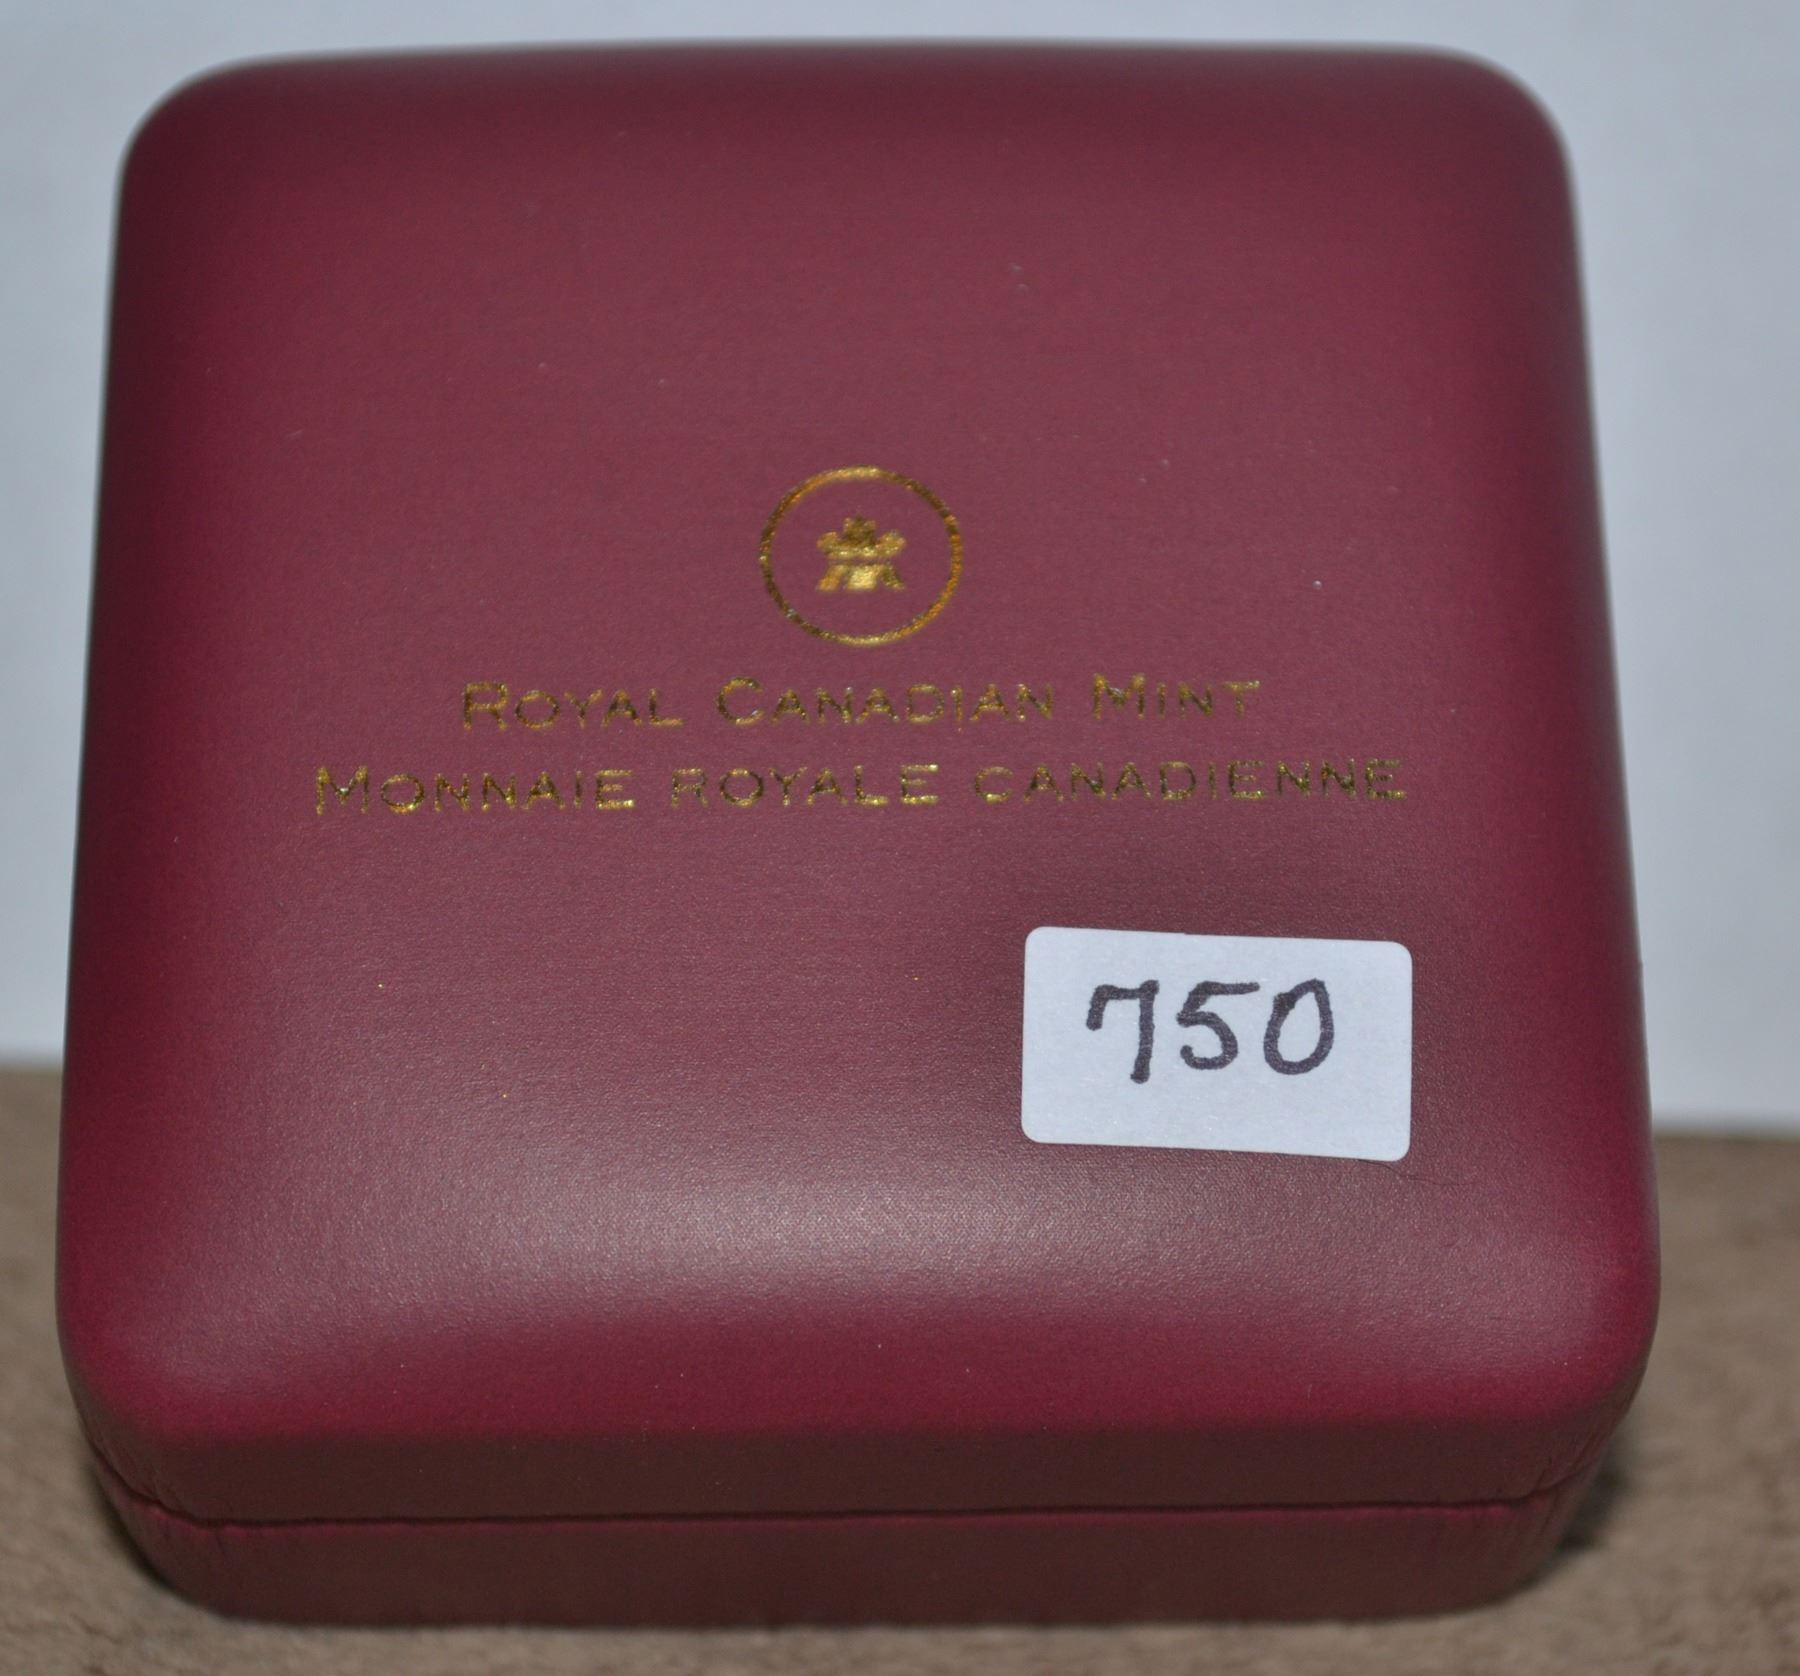 ROYAL CANADIAN MINT
MONNAIE ROYALE CANADIENNE
750